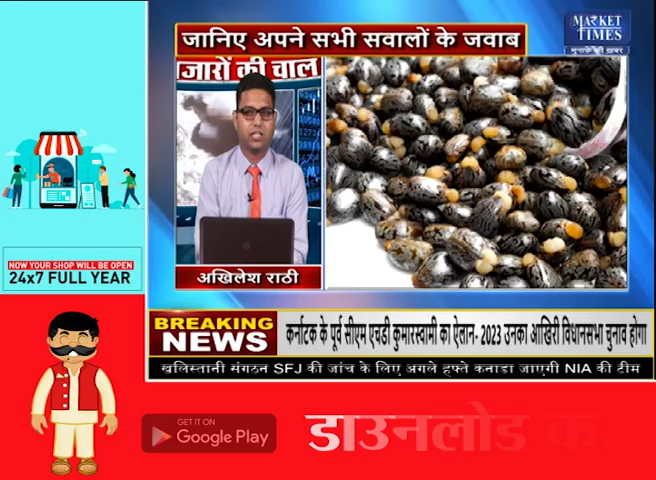 जानिए अपने सभी सवालों के जवाब
MARKET
TIMES
मुनाफे की ख़बर
जारों की चाल
अखिलेश राठी
NOW YOUR SHOP WILL BE OPEN
24x7 FULL YEAR
BREAKING
NEWS
कर्नाटक के पूर्व सीएम एचडी कुमारस्वामी का ऐलान- 2023 उनका आखिरी विधानसभा चुनाव होगा
खलिस्तानी संगठन SFJ की जांच के लिए अगले हफ्ते कनाडा जाएगी NIA की टीम
GET IT ON
Google Play
डाउनलोड क